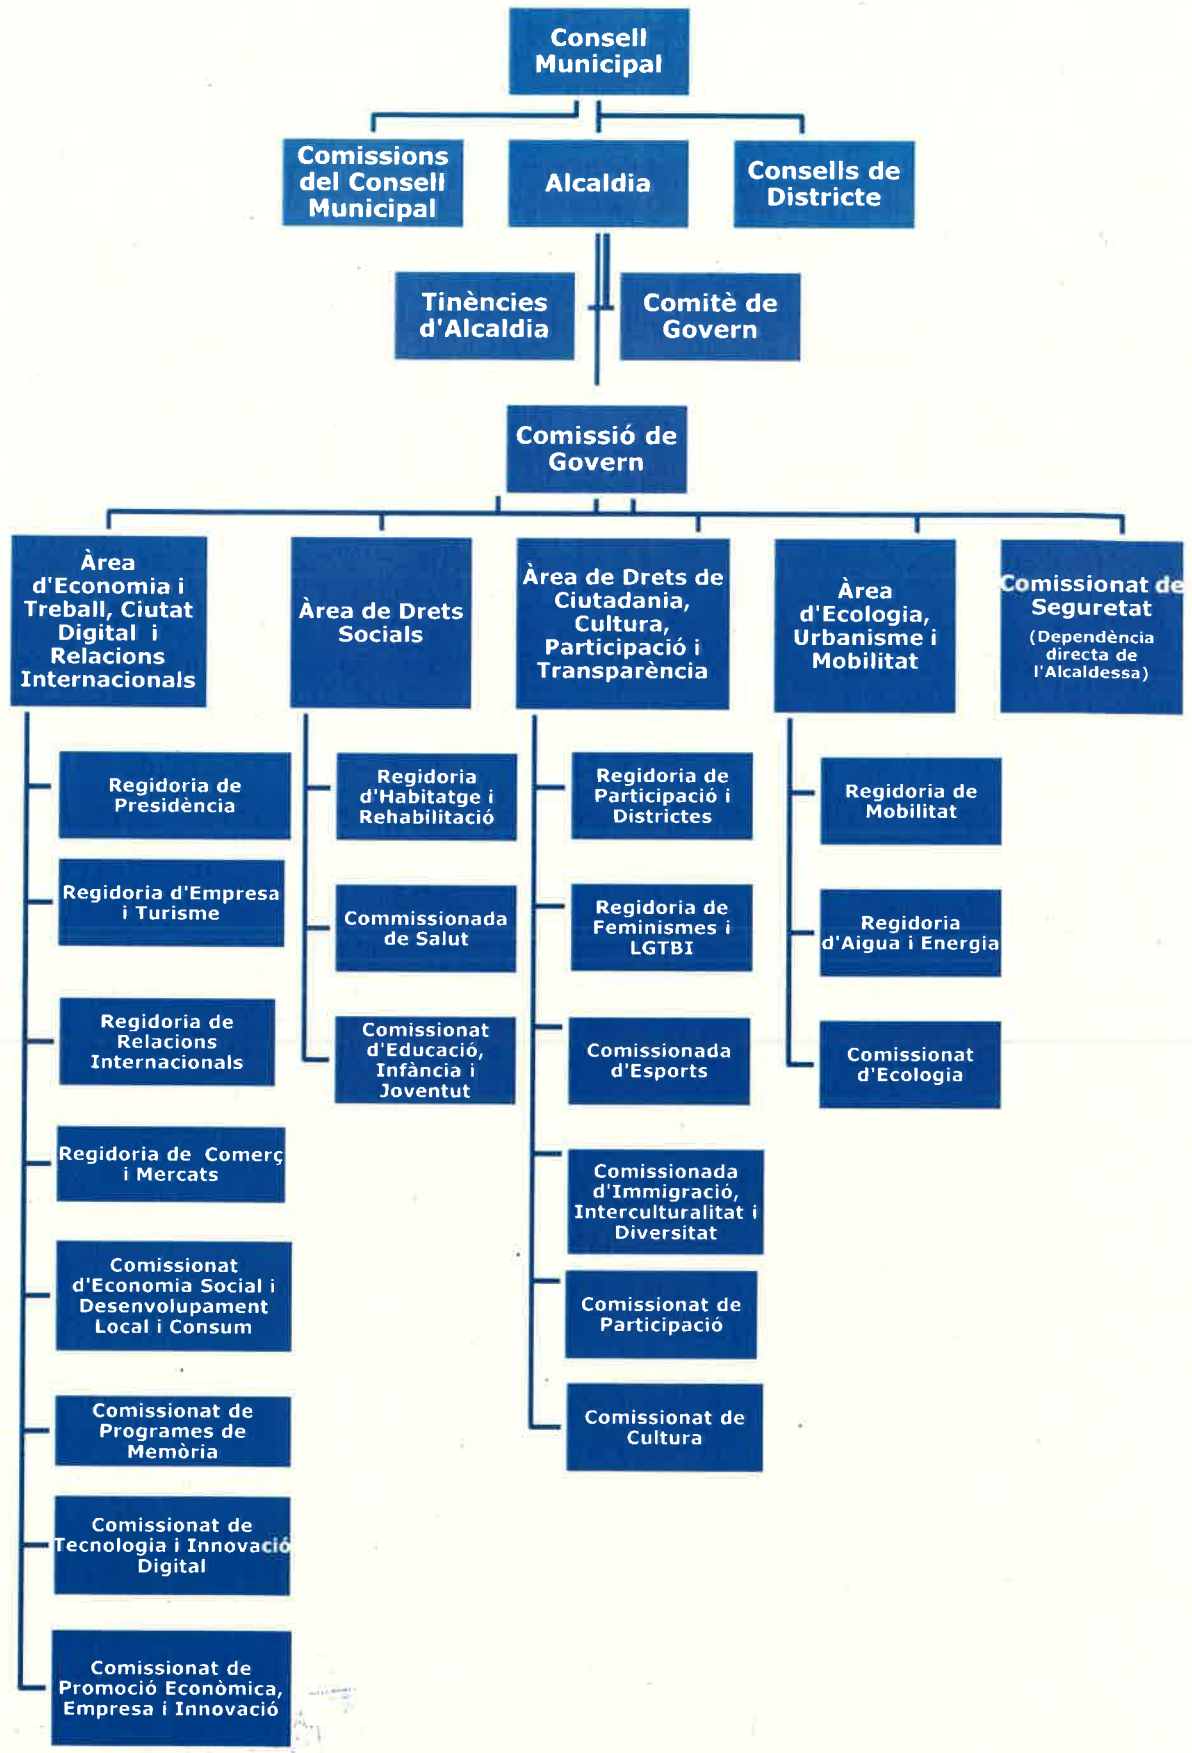 Consell
Municipal
Comissions
del Consell
Municipal
Alcaldia
Consells de
Districte
Tinències
d'Alcaldia
Comitè de
Govern
Comissió de
Govern
Àrea
d'Economia i
Treball, Ciutat
Digital i
Relacions
Internacionals
Àrea de Drets
Socials
Àrea de Drets de
Ciutadania,
Cultura,
Participació i
Transparència
Àrea
d'Ecologia,
Urbanisme i
Mobilitat
Comissionat de
Seguretat
(Dependència
directa de
l'Alcaldessa)
Regidoria de
Presidència
Regidoria d'Empresa
i Turisme
Regidoria de
Relacions
Internacionals
Regidoria de Comerç
i Mercats
Comissionat
d'Economia Social i
Desenvolupament
Local i Consum
Comissionat de
Programes de
Memòria
Comissionat de
Tecnologia i Innovació
Digital
Comissionat de
Promoció Econòmica,
Empresa i Innovació
Regidoria
d'Habitatge i
Rehabilitació
Commissionada
de Salut
Comissionat
d'Educació,
Infància i
Joventut
Regidoria de
Participació i
Districtes
Regidoria de
Feminismes i
LGTBI
Comissionada
d'Esports
Comissionada
d'Immigració,
Interculturalitat i
Diversitat
Comissionat de
Participació
Comissionat de
Cultura
Regidoria de
Mobilitat
Regidoria
d'Aigua i Energia
Comissionat
d'Ecologia